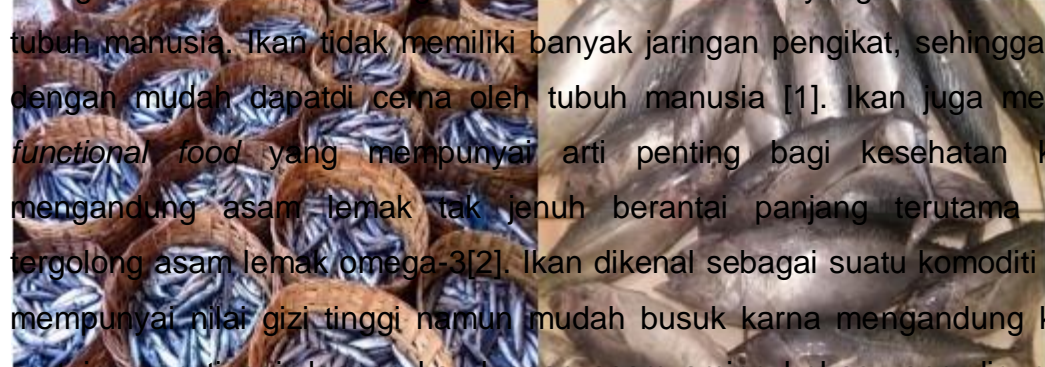 tubuh manusia. Ikan tidak memiliki banyak jaringan pengikat, sehingga
dengan mudah dapatdi cerna oleh tubuh manusia [1]. Ikan juga me
functional food yang mempunyai arti penting bagi kesehatan k
mengandung asam lemak tak jenuh berantai panjang terutama
tergolong asam lemak omega-3[2]. Ikan dikenal sebagai suatu komoditi
mempunyai nilai gizi tinggi namun mudah busuk karna mengandung k